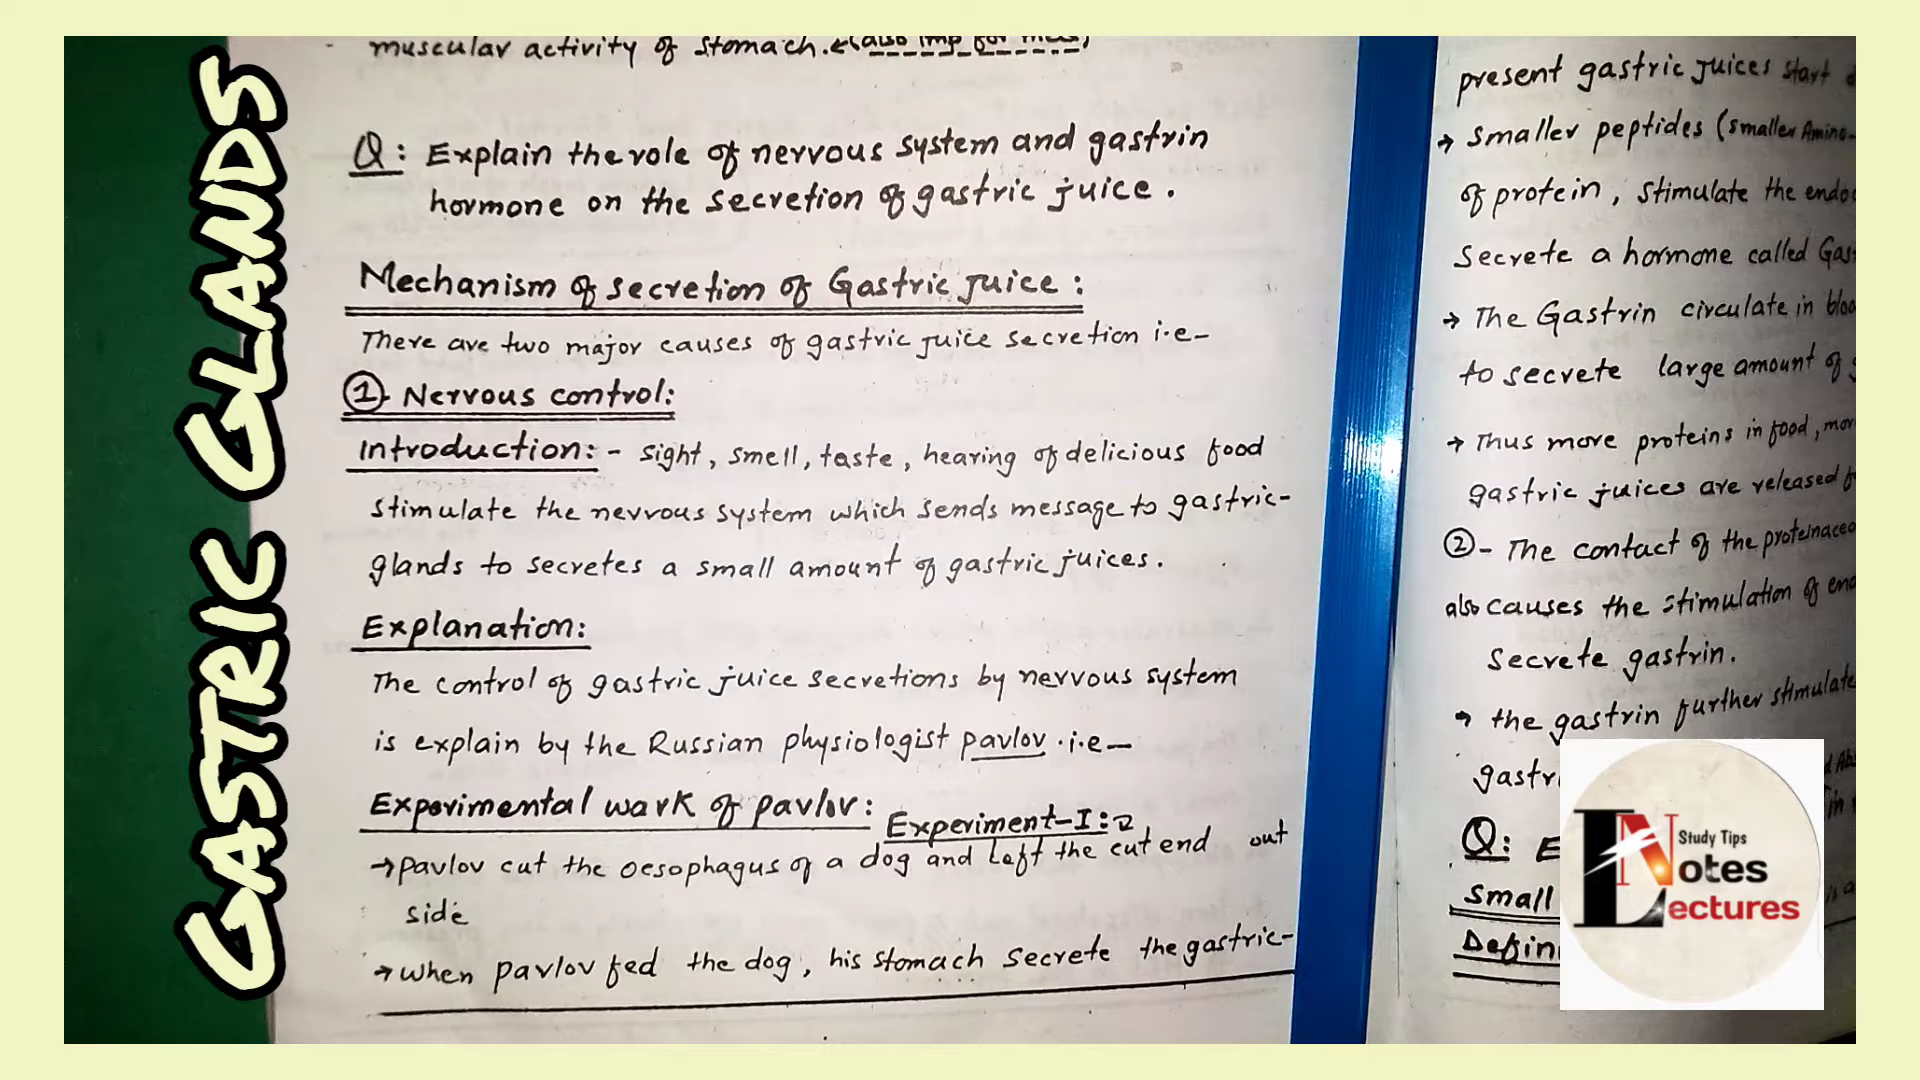 GASTRIC GLANDS
muscular activity of stomach. (also imp for mcqs)
Q: Explain the role of nervous system and gastrin
hormone on the secretion of gastric juice.
Mechanism of secretion of Gastric juice:
There are two major causes of gastric juice secretion i.e-
1. Nervous control:
Introduction:- sight, smell, taste, hearing of delicious food
stimulate the nervous system which sends message to gastric-
glands to secretes a small amount of gastric juices.
Explanation:
The control of gastric juice secretions by nervous system
is explain by the Russian physiologist pavlov. i.e-
Experimental work of pavlov: Experiment-I:
→ pavlov cut the oesophagus of a dog and left the cut end out
side
→ when pavlov fed the dog, his stomach secrete the gastric-
present gastric juices start
→ smaller peptides (smaller Amino-
of protein, stimulate the
secrete a hormone called
→ The Gastrin circulate in
to secrete large amount of
→ Thus more proteins in food,
gastric juices are released
2 - The contact of the
also causes the stimulation of
secrete gastrin.
→ the gastrin further stimulate
Q:
small
Study Tips
Notes
Lectures